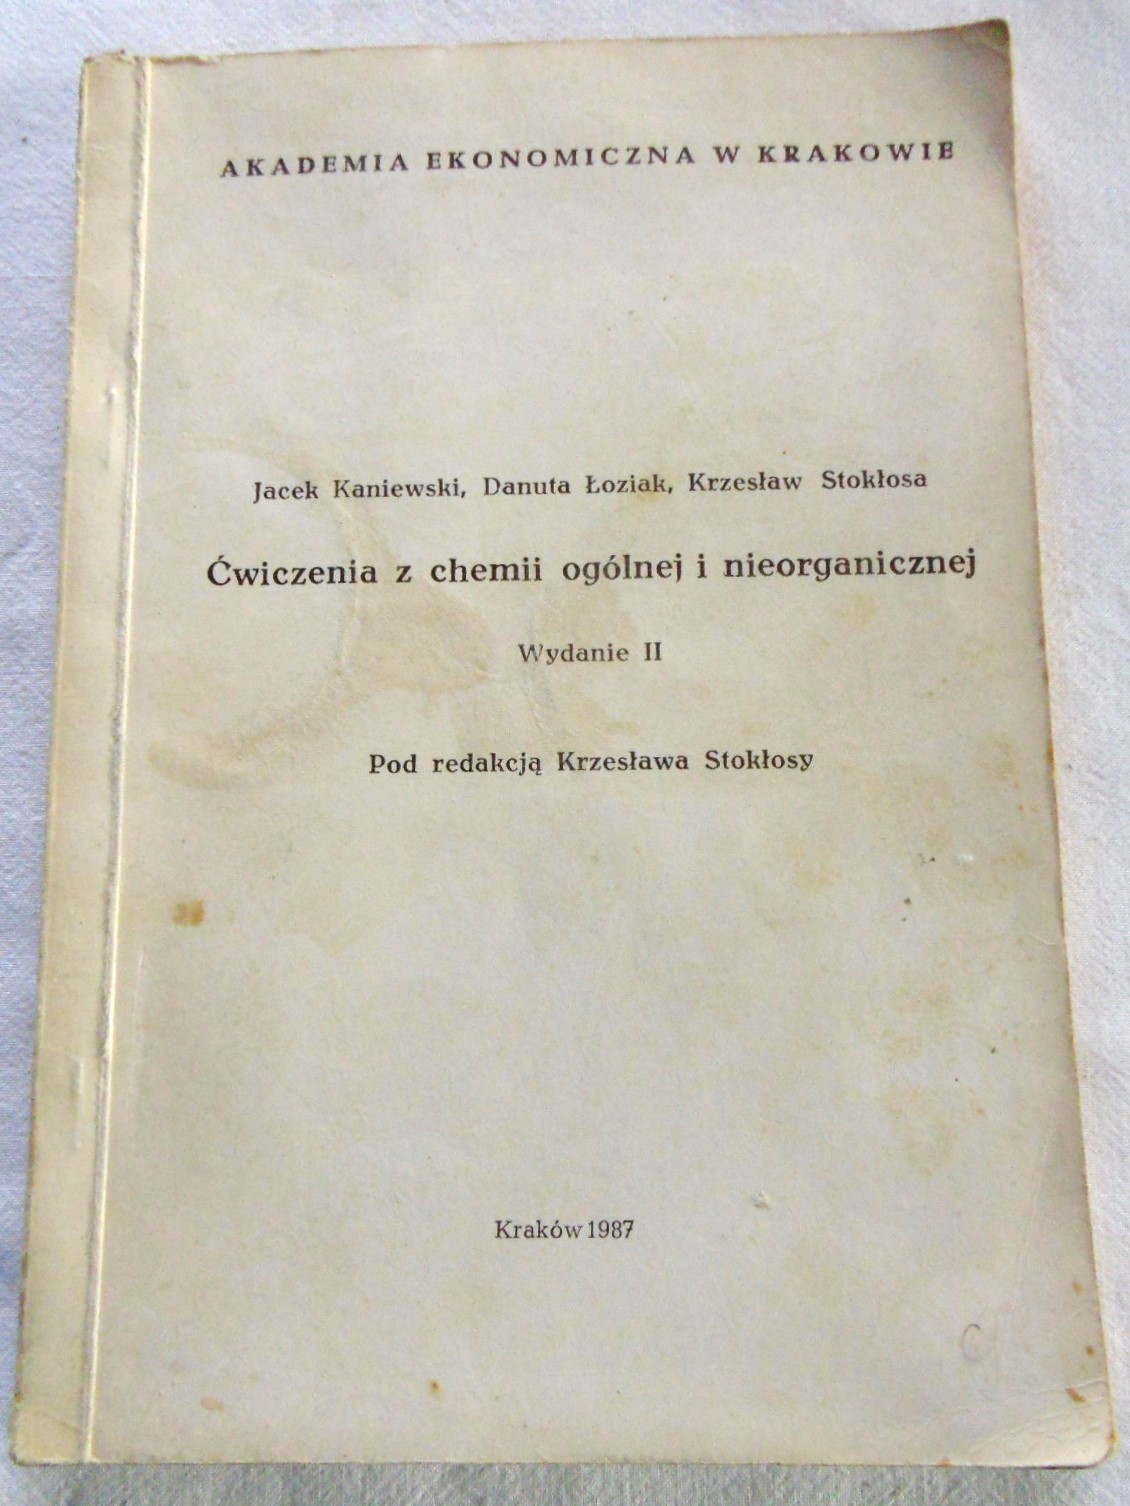 AKADEMIA EKONOMICZNA W KRAKOWIE
Jacek Kaniewski, Danuta Łoziak, Krzesław Stokłosa
Ćwiczenia z chemii ogólnej i nieorganicznej
Wydanie II
Pod redakcją Krzesława Stokłosy
Kraków 1987
C